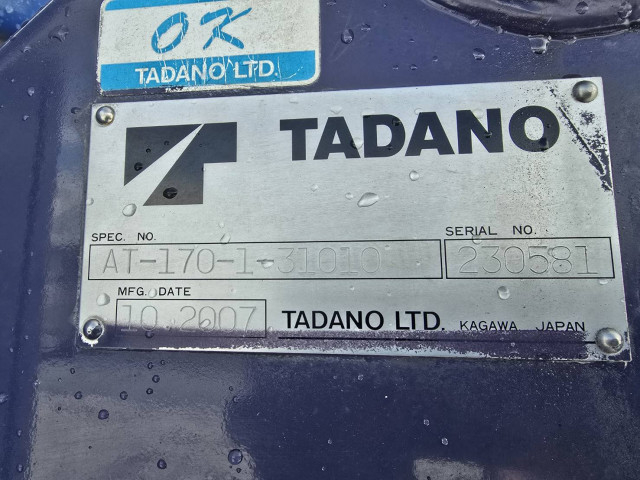 OK
TADANO LTD.
TADANO
SPEC. NO.
SERIAL NO.
AT-170-1-31010
230581
MFG. DATE
10.2007
TADANO LTD. KAGAWA JAPAN